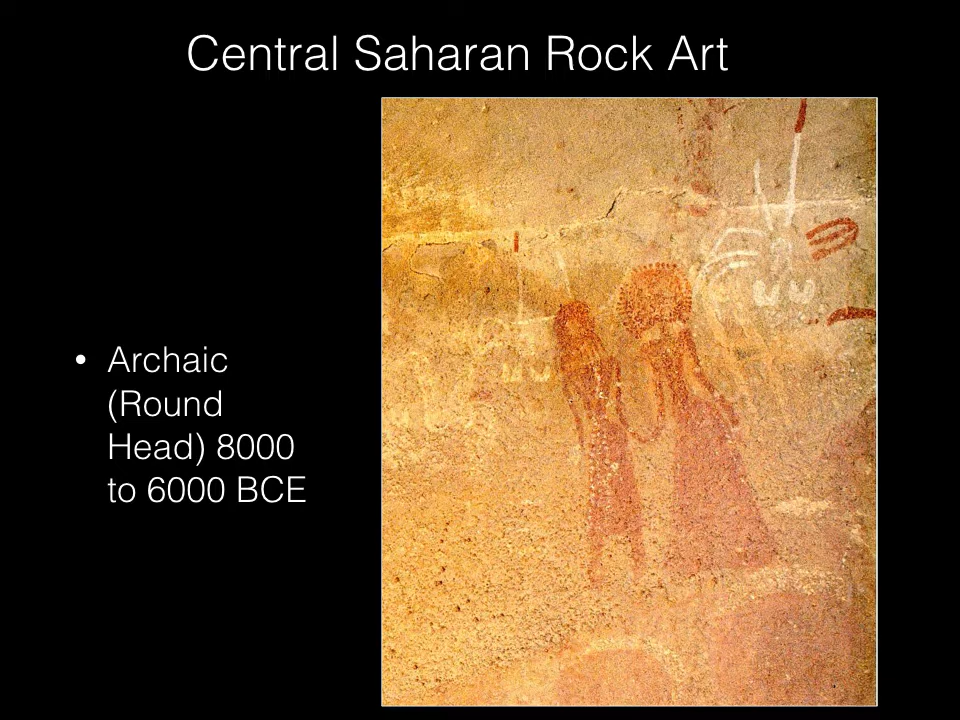 Central Saharan Rock Art
• Archaic
(Round
Head) 8000
to 6000 BCE